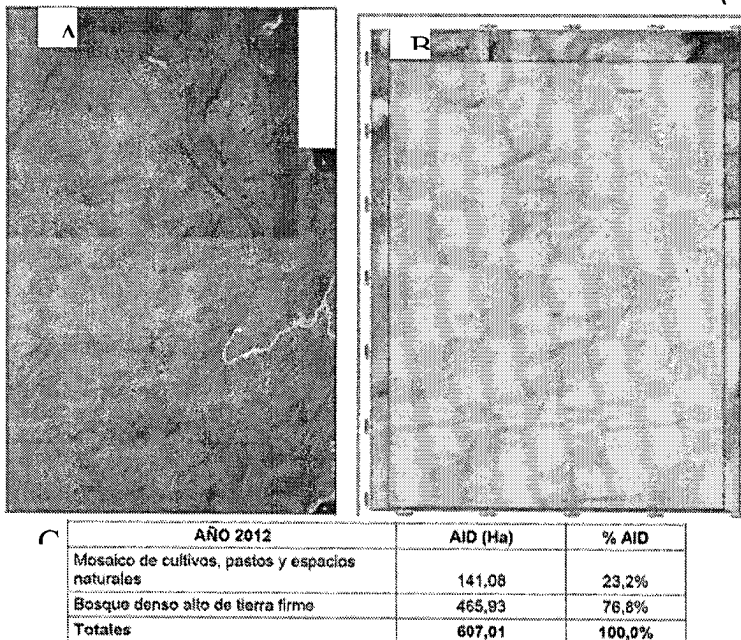 A
B
C
AÑO 2012 AID (Ha) % AID
Mosaico de cultivos, pastos y espacios
naturales 141,08 23,2%
Bosque denso alto de tierra firme 465,93 76,8%
Totales 607,01 100,0%